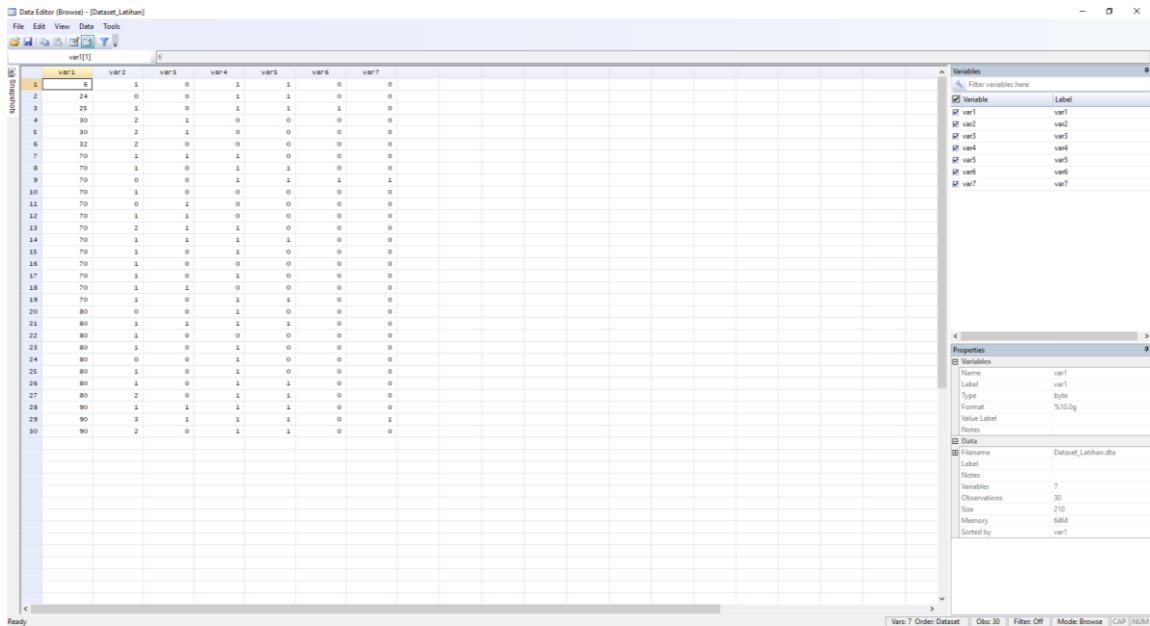 Data Editor (Browse) - [Dataset_Latihan]
File Edit View Data Tools
var1[1] 6
Snapshots
var1 var2 var3 var4 var5 var6 var7
1 6 1 0 1 1 0 0
2 24 0 0 1 1 0 0
3 25 1 0 1 1 1 0
4 30 2 1 0 0 0 0
5 30 2 1 0 0 0 0
6 32 2 0 0 0 0 0
7 70 1 1 1 0 0 0
8 70 1 0 1 1 0 0
9 70 0 0 1 1 1 1
10 70 1 0 0 0 0 0
11 70 0 1 0 0 0 0
12 70 1 1 0 0 0 0
13 70 2 1 1 0 0 0
14 70 1 1 1 1 0 0
15 70 1 0 1 0 0 0
16 70 1 0 0 0 0 0
17 70 1 0 1 0 0 0
18 70 1 1 0 0 0 0
19 70 1 0 1 1 0 0
20 80 0 0 1 0 0 0
21 80 1 1 1 1 0 0
22 80 1 0 0 0 0 0
23 80 1 0 1 0 0 0
24 80 0 0 1 0 0 0
25 80 1 0 1 0 0 0
26 80 1 0 1 1 0 0
27 80 2 0 1 1 0 0
28 90 1 1 1 1 0 0
29 90 3 1 1 1 0 1
30 90 2 0 1 1 0 0
Variables
Filter variables here
Variable Label
var1 var1
var2 var2
var3 var3
var4 var4
var5 var5
var6 var6
var7 var7
Properties
Variables
Name var1
Label var1
Type byte
Format %10.0g
Value Label
Notes
Data
Filename Dataset_Latihan.dta
Label
Notes
Variables 7
Observations 30
Size 210
Memory 64M
Sorted by var1
Ready Vars: 7 Order: Dataset Obs: 30 Filter: Off Mode: Browse CAP NUM